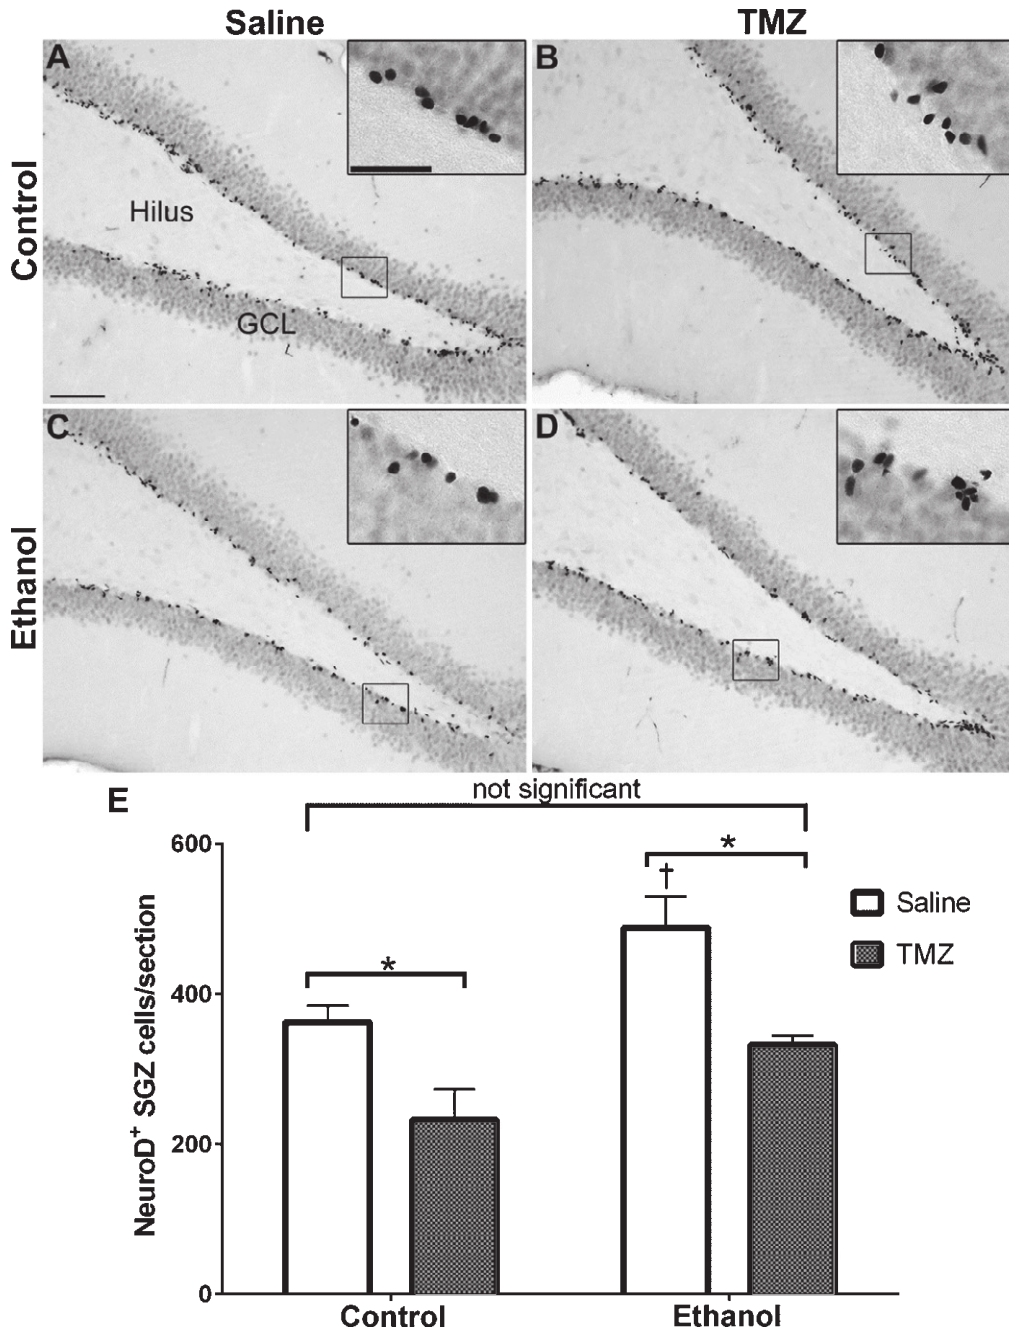 Saline
TMZ
Control
A
Hilus
GCL
B
Ethanol
C
D
E
not significant
600
400
200
0
NeuroD+ SGZ cells/section
*
†
*
Saline
TMZ
Control
Ethanol